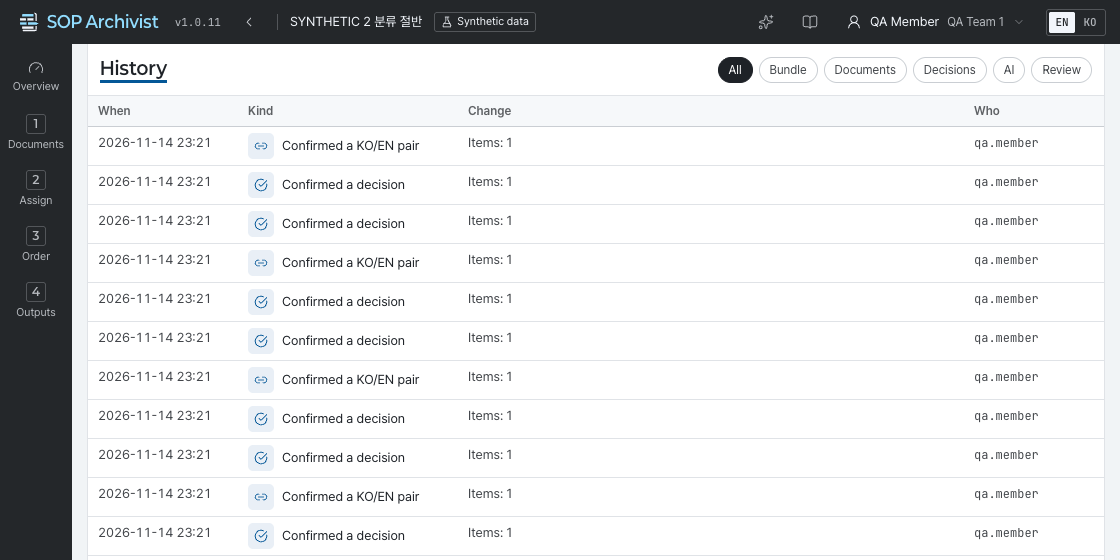 SOP Archivist v1.0.11 SYNTHETIC 2 분류 절반 Synthetic data QA Member QA Team 1 EN KO
Overview
1
Documents
2
Assign
3
Order
4
Outputs
History All Bundle Documents Decisions AI Review
When Kind Change Who
2026-11-14 23:21 Confirmed a KO/EN pair Items: 1 qa.member
2026-11-14 23:21 Confirmed a decision Items: 1 qa.member
2026-11-14 23:21 Confirmed a decision Items: 1 qa.member
2026-11-14 23:21 Confirmed a KO/EN pair Items: 1 qa.member
2026-11-14 23:21 Confirmed a decision Items: 1 qa.member
2026-11-14 23:21 Confirmed a decision Items: 1 qa.member
2026-11-14 23:21 Confirmed a KO/EN pair Items: 1 qa.member
2026-11-14 23:21 Confirmed a decision Items: 1 qa.member
2026-11-14 23:21 Confirmed a decision Items: 1 qa.member
2026-11-14 23:21 Confirmed a KO/EN pair Items: 1 qa.member
2026-11-14 23:21 Confirmed a decision Items: 1 qa.member